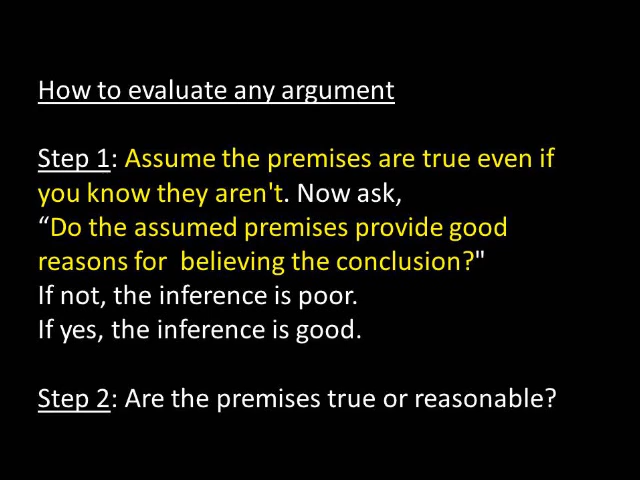 How to evaluate any argument
Step 1: Assume the premises are true even if
you know they aren't. Now ask,
“Do the assumed premises provide good
reasons for  believing the conclusion?"
If not, the inference is poor.
If yes, the inference is good.
Step 2: Are the premises true or reasonable?